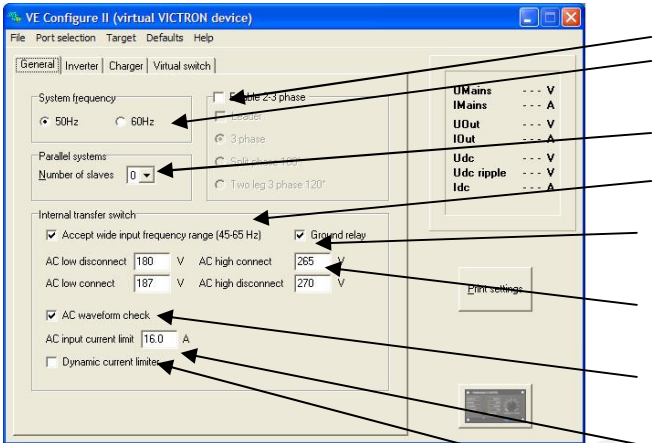 VE Configure II (virtual VICTRON device)
File Port selection Target Defaults Help
General Inverter Charger Virtual switch
System frequency
50Hz 60Hz
Parallel systems
Number of slaves 0
Enable 2-3 phase
Leader
3 phase
Split phase 180°
Two leg 3 phase 120°
Internal transfer switch
Accept wide input frequency range (45-65 Hz) Ground relay
AC low disconnect 180 V AC high connect 265 V
AC low connect 187 V AC high disconnect 270 V
AC waveform check
AC input current limit 16.0 A
Dynamic current limiter
UMains --- V
IMains --- A
UOut --- V
IOut --- A
Udc --- V
Udc ripple --- V
Idc --- A
Print settings